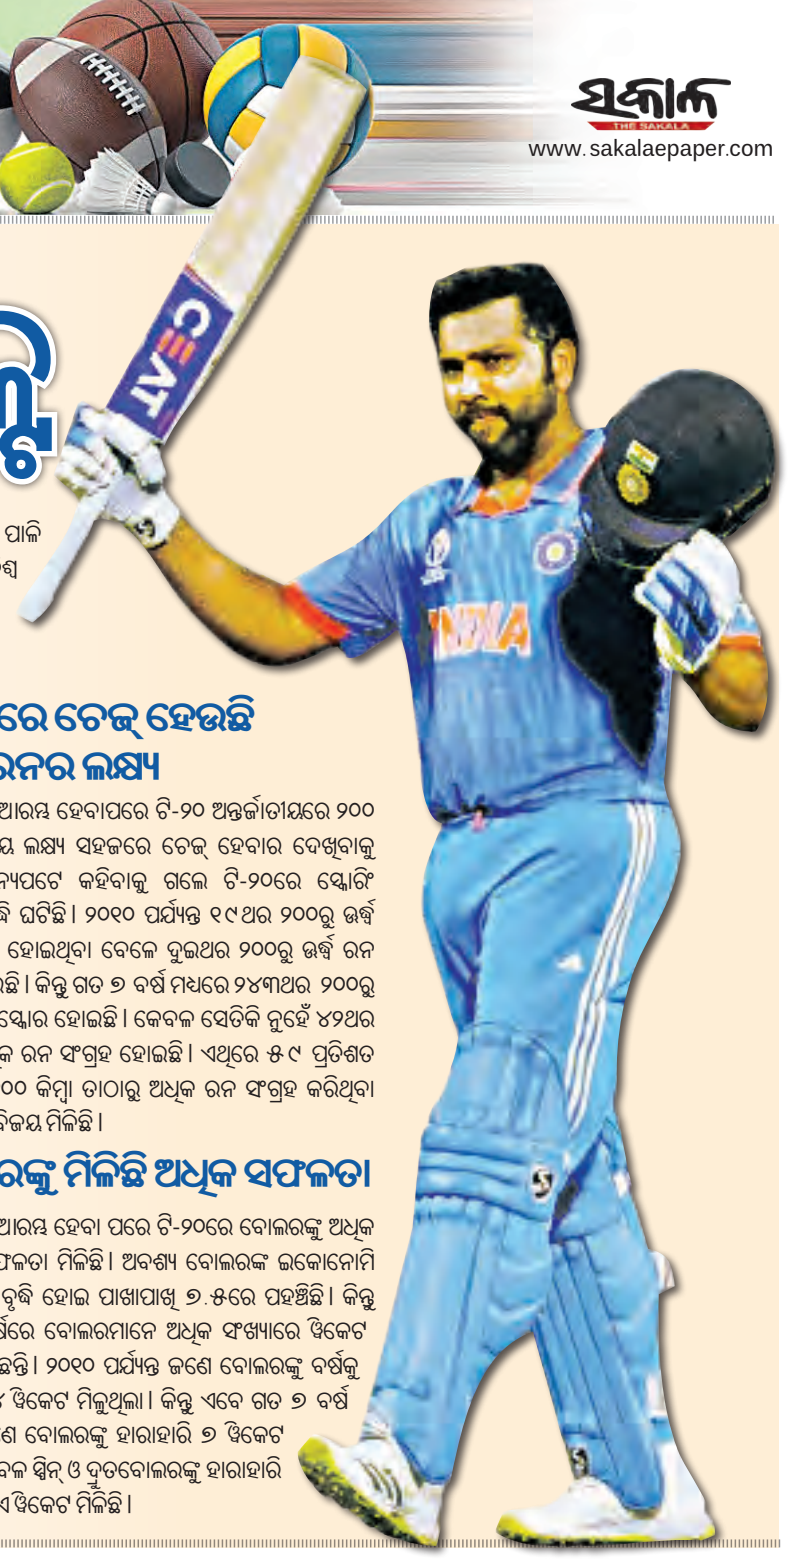 ସକାଳ
THE SAKALA
www.sakalaepaper.com
CEAT
ପାଳି
INDIA
ରେ ଚେଜ୍ ହେଉଛି
ରନର ଲକ୍ଷ୍ୟ
ଆରମ୍ଭ ହେବାପରେ ଟି-୨୦ ଅନ୍ତର୍ଜାତୀୟରେ ୨୦୦
ଲକ୍ଷ୍ୟ ସହଜରେ ଚେଜ୍ ହେବାର ଦେଖିବାକୁ
କହିବାକୁ ଗଲେ ଟି-୨୦ରେ ସ୍କୋରିଂ
ଘଟିଛି। ୨୦୧୦ ପର୍ଯ୍ୟନ୍ତ ୧୯ଥର ୨୦୦ରୁ ଊର୍ଦ୍ଧ୍ୱ
ହୋଇଥିବା ବେଳେ ଦୁଇଥର ୨୦୦ରୁ ଊର୍ଦ୍ଧ୍ୱ ରନ
କିନ୍ତୁ ଗତ ୭ ବର୍ଷ ମଧ୍ୟରେ ୨୪୩ଥର ୨୦୦ରୁ
ସ୍କୋର ହୋଇଛି। କେବଳ ସେତିକି ନୁହେଁ ୪୨ଥର
ରନ ସଂଗ୍ରହ ହୋଇଛି। ଏଥିରେ ୫୯ ପ୍ରତିଶତ
୦୦ କିମ୍ବା ତାଠାରୁ ଅଧିକ ରନ ସଂଗ୍ରହ କରିଥିବା
ବିଜୟ ମିଳିଛି।
ରଙ୍କୁ ମିଳିଛି ଅଧିକ ସଫଳତା
ଆରମ୍ଭ ହେବା ପରେ ଟି-୨୦ରେ ବୋଲରଙ୍କୁ ଅଧିକ
ଫଳତା ମିଳିଛି। ଅବଶ୍ୟ ବୋଲରଙ୍କ ଇକୋନୋମି
ବୃଦ୍ଧି ହୋଇ ପାଖାପାଖି ୭.୫ରେ ପହଞ୍ଚିଛି। କିନ୍ତୁ
ର୍ଷରେ ବୋଲରମାନେ ଅଧିକ ସଂଖ୍ୟାରେ ୱିକେଟ
ଛନ୍ତି। ୨୦୧୦ ପର୍ଯ୍ୟନ୍ତ ଜଣେ ବୋଲରଙ୍କୁ ବର୍ଷକୁ
୪ ୱିକେଟ ମିଳୁଥିଲା। କିନ୍ତୁ ଏବେ ଗତ ୭ ବର୍ଷ
ଣେ ବୋଲରଙ୍କୁ ହାରାହାରି ୭ ୱିକେଟ
ବଳ ସ୍ପିନ୍ ଓ ଦ୍ରୁତବୋଲରଙ୍କୁ ହାରାହାରି
ୱିକେଟ ମିଳିଛି।